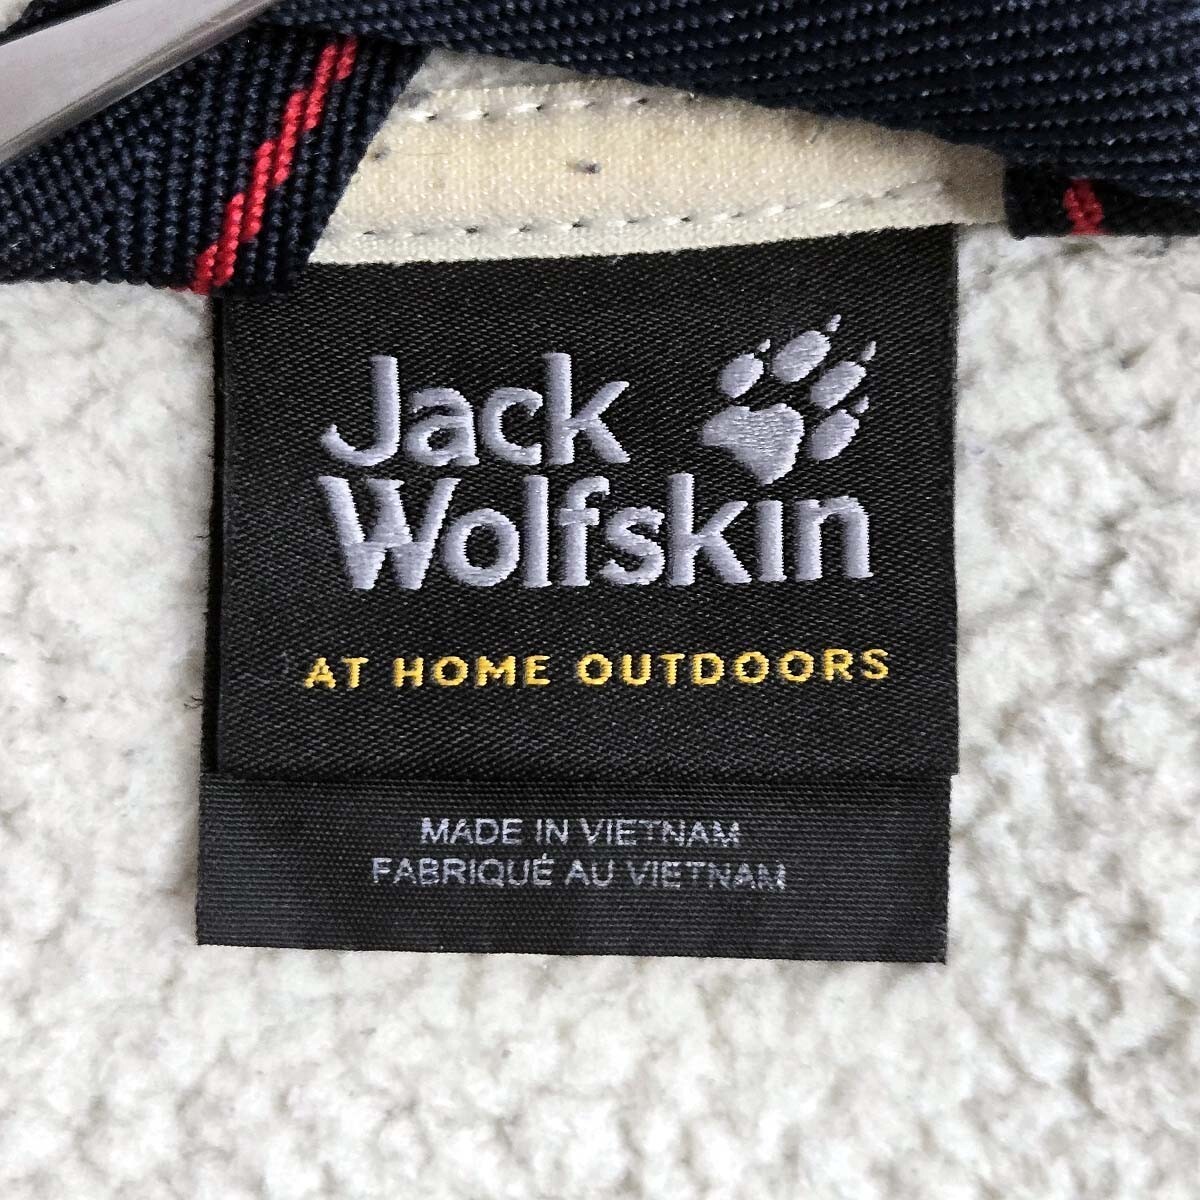 Jack
Wolfskin
AT HOME OUTDOORS
MADE IN VIETNAM
FABRIQUÉ AU VIETNAM